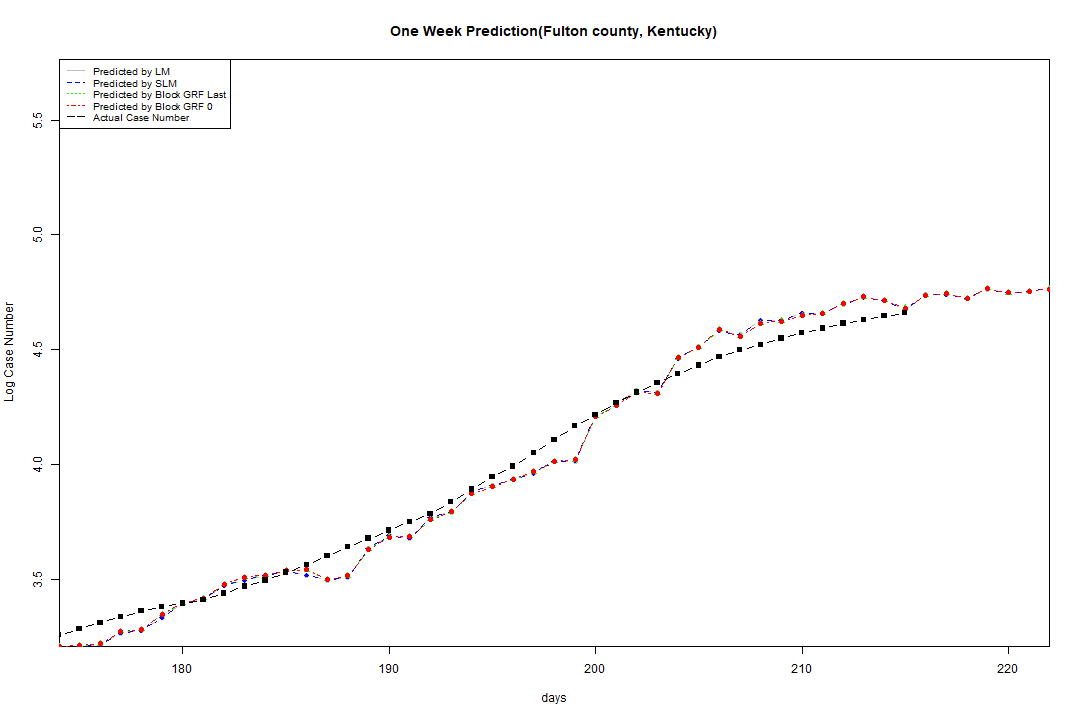 One Week Prediction(Fulton county, Kentucky)
Predicted by LM
Predicted by SLM
Predicted by Block GRF Last
Predicted by Block GRF 0
Actual Case Number
5.5
5.0
4.5
4.0
3.5
Log Case Number
180 190 200 210 220
days